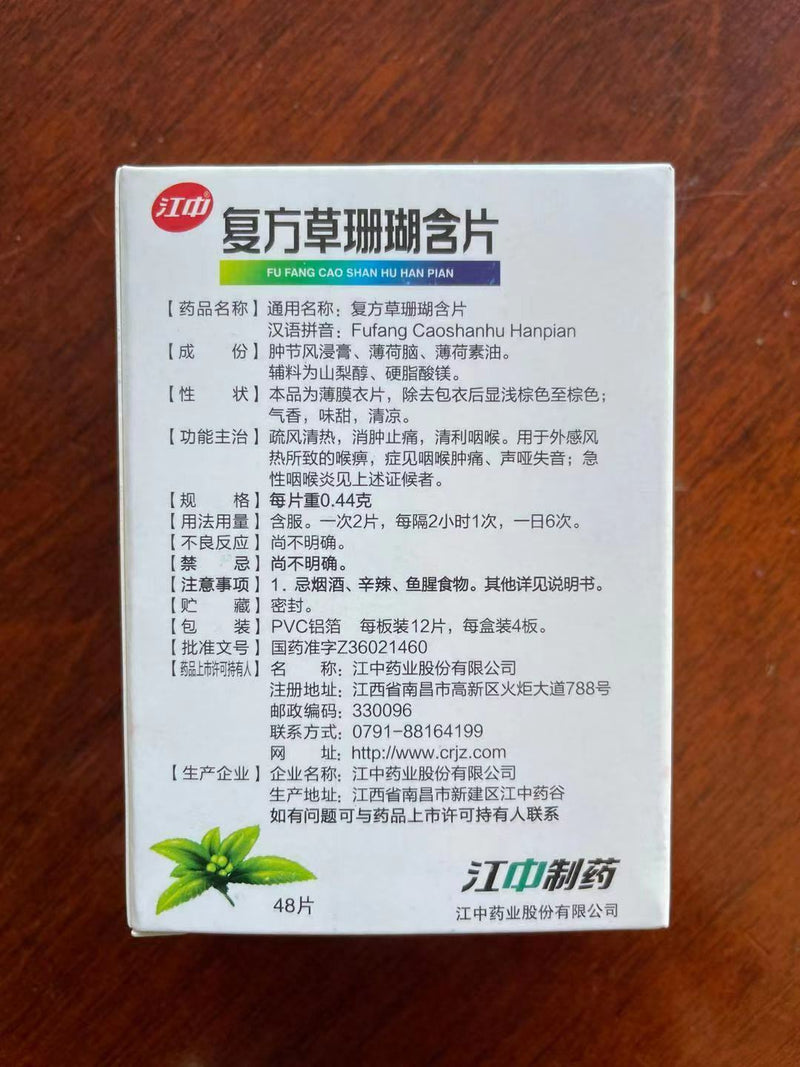 江中®
复方草珊瑚含片
FU FANG CAO SHAN HU HAN PIAN
【药品名称】通用名称：复方草珊瑚含片
汉语拼音：Fufang Caoshanhu Hanpian
【成 份】肿节风浸膏、薄荷脑、薄荷素油。
辅料为山梨醇、硬脂酸镁。
【性 状】本品为薄膜衣片，除去包衣后显浅棕色至棕色；
气香，味甜，清凉。
【功能主治】疏风清热，消肿止痛，清利咽喉。用于外感风
热所致的喉痹，症见咽喉肿痛、声哑失音；急
性咽喉炎见上述证候者。
【规 格】每片重0.44克
【用法用量】含服。一次2片，每隔2小时1次，一日6次。
【不良反应】尚不明确。
【禁 忌】尚不明确。
【注意事项】1. 忌烟酒、辛辣、鱼腥食物。其他详见说明书。
【贮 藏】密封。
【包 装】PVC铝箔 每板装12片，每盒装4板。
【批准文号】国药准字Z36021460
【药品上市许可持有人】名 称：江中药业股份有限公司
注册地址：江西省南昌市高新区火炬大道788号
邮政编码：330096
联系方式：0791-88164199
网 址：http://www.crjz.com
【生产企业】企业名称：江中药业股份有限公司
生产地址：江西省南昌市新建区江中药谷
如有问题可与药品上市许可持有人联系
48片
江中制药
江中药业股份有限公司